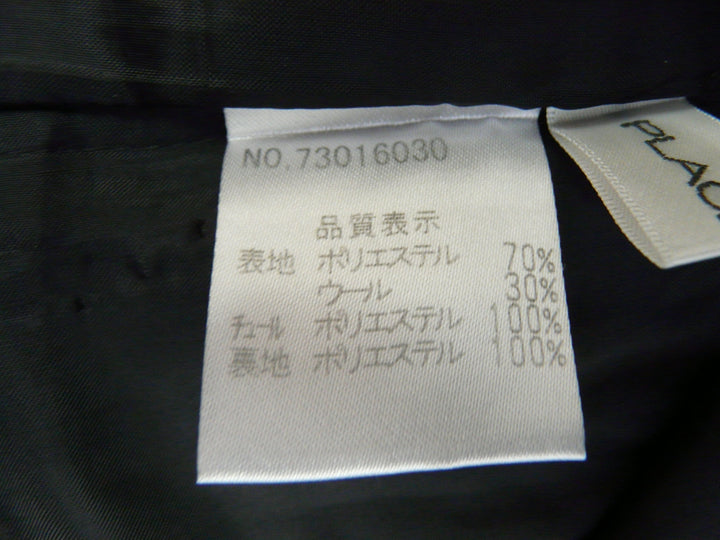 NO.73016030
品質表示
表地 ポリエステル 70%
ウール 30%
チュール ポリエステル 100%
裏地 ポリエステル 100%